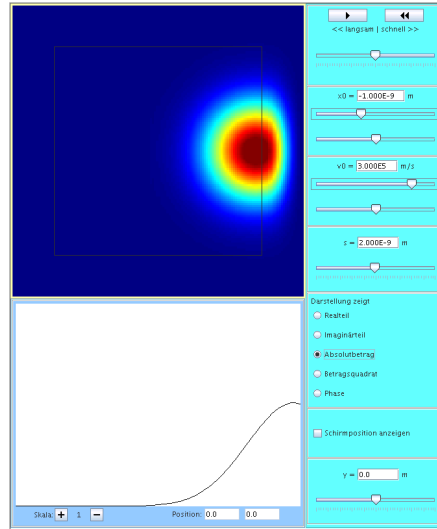 << langsam | schnell >>
x0 = -1.000E-9 m
v0 = 3.000E5 m/s
s = 2.000E-9 m
Darstellung zeigt
Realteil
Imaginärteil
Absolutbetrag
Betragsquadrat
Phase
Schirmposition anzeigen
y = 0.0 m
Skala: + 1 − Position: 0.0 0.0